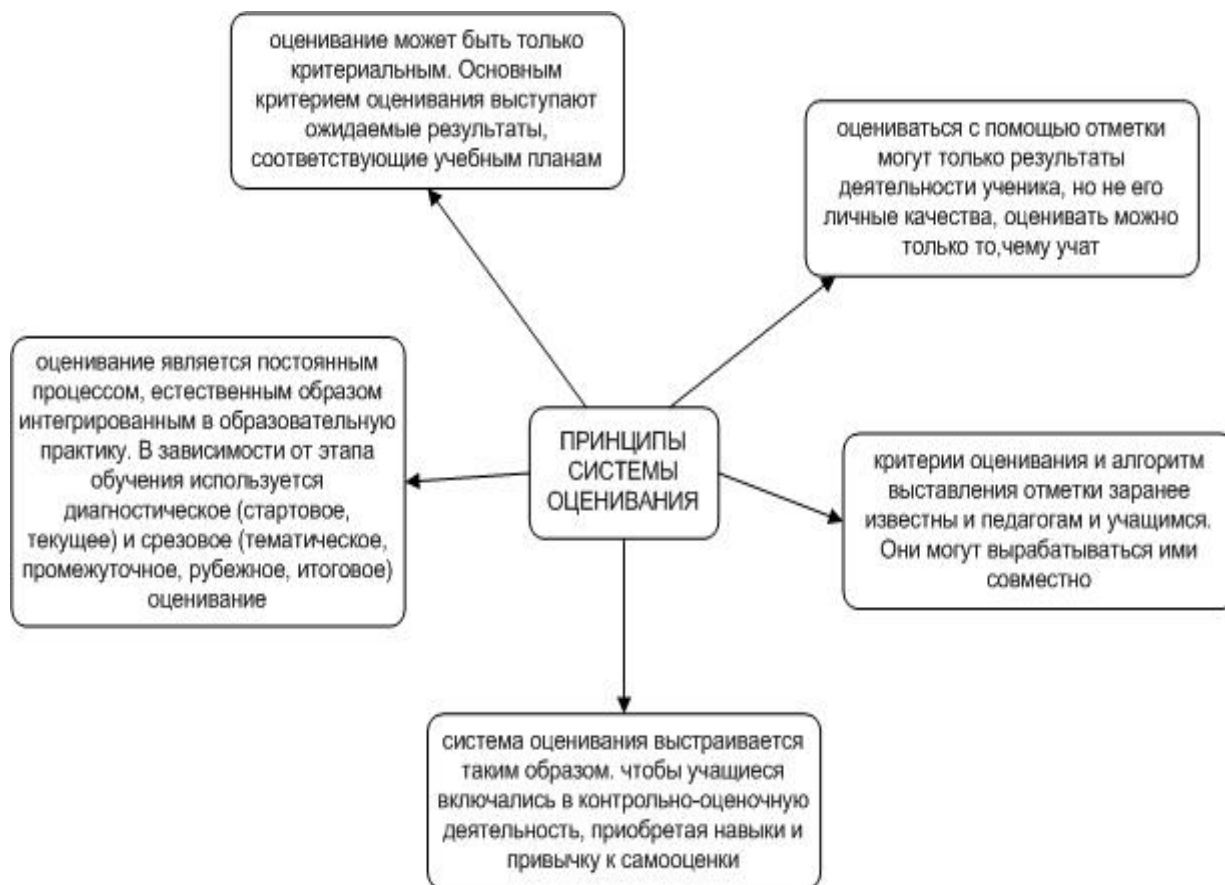 оценивание может быть только
критериальным. Основным
критерием оценивания выступают
ожидаемые результаты,
соответствующие учебным планам
оцениваться с помощью отметки
могут только результаты
деятельности ученика, но не его
личные качества, оценивать можно
только то,чему учат
оценивание является постоянным
процессом, естественным образом
интегрированным в образовательную
практику. В зависимости от этапа
обучения используется
диагностическое (стартовое,
текущее) и срезовое (тематическое,
промежуточное, рубежное, итоговое)
оценивание
ПРИНЦИПЫ
СИСТЕМЫ
ОЦЕНИВАНИЯ
критерии оценивания и алгоритм
выставления отметки заранее
известны и педагогам и учащимся.
Они могут вырабатываться ими
совместно
система оценивания выстраивается
таким образом. чтобы учащиеся
включались в контрольно-оценочную
деятельность, приобретая навыки и
привычку к самооценки